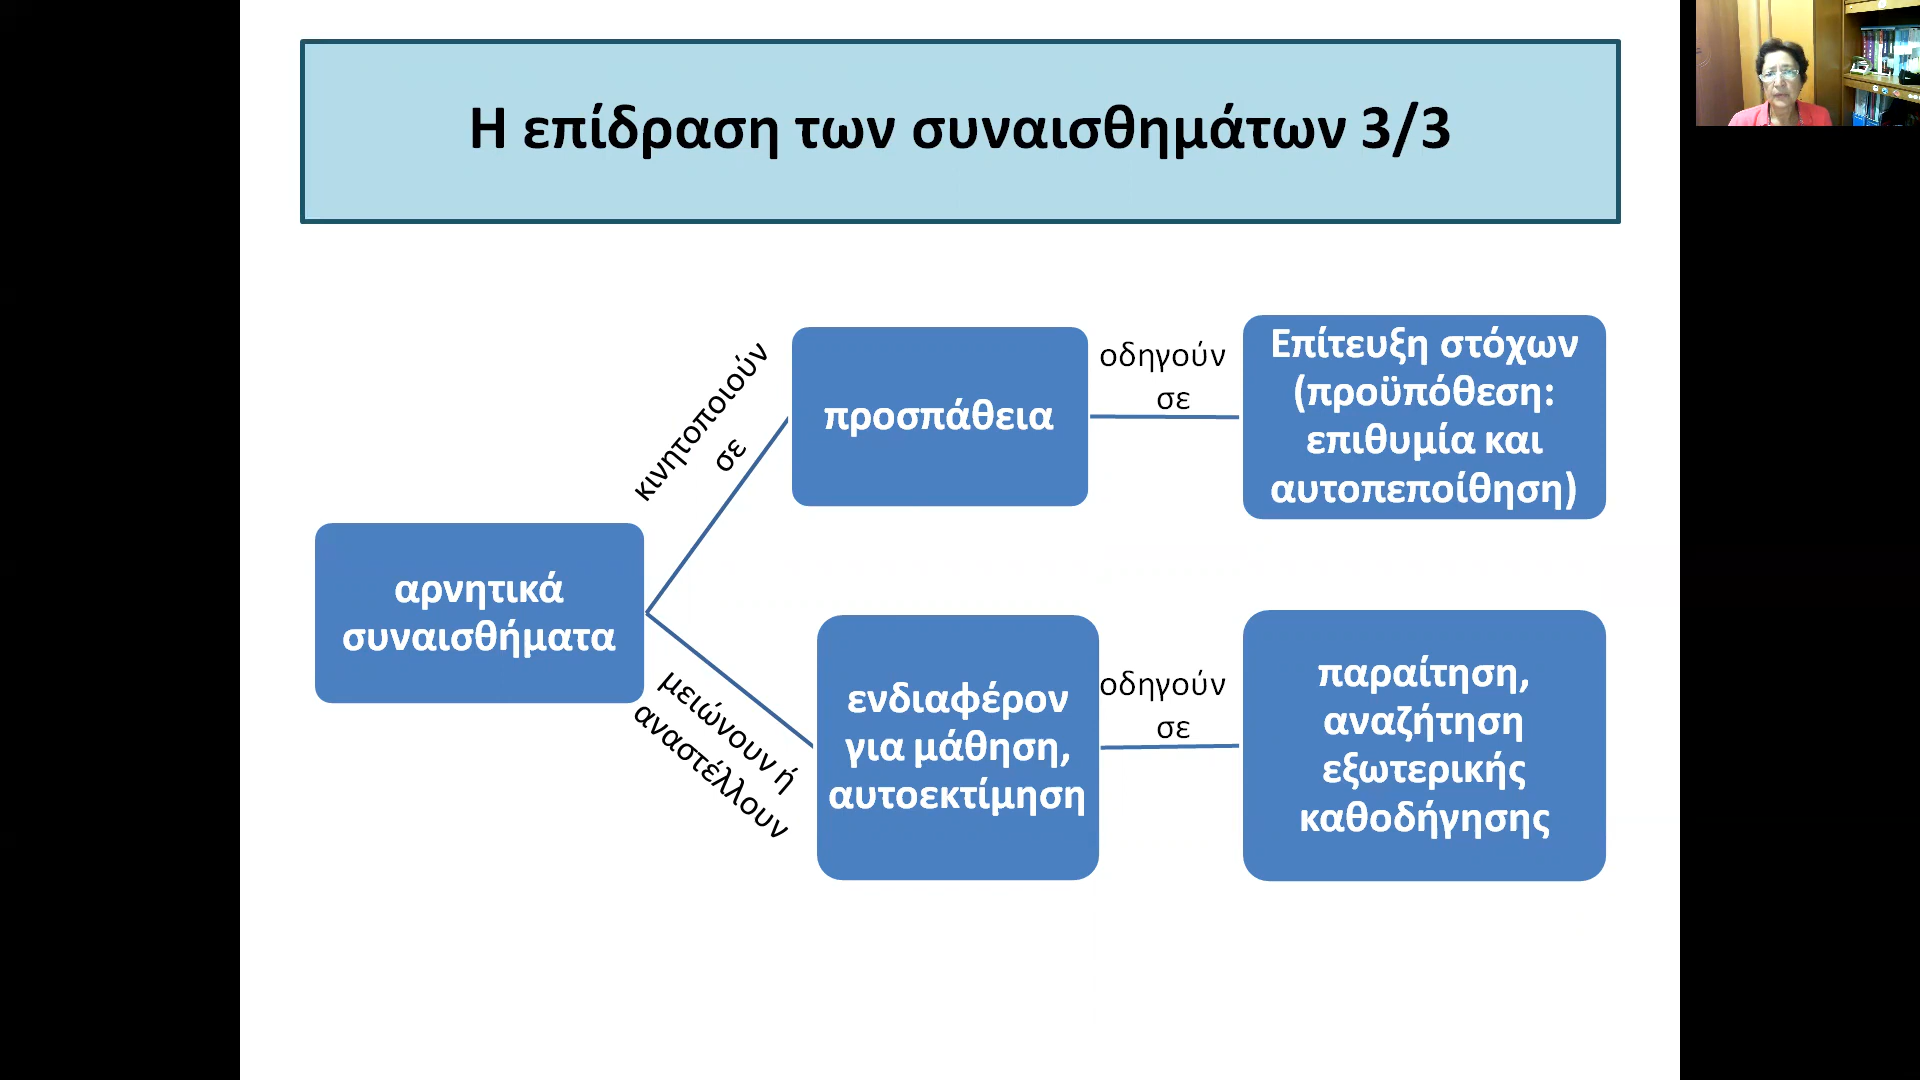 Η επίδραση των συναισθημάτων 3/3
αρνητικά
συναισθήματα
κινητοποιούν
σε
προσπάθεια
οδηγούν
σε
Επίτευξη στόχων
(προϋπόθεση:
επιθυμία και
αυτοπεποίθηση)
μειώνουν ή
αναστέλλουν
ενδιαφέρον
για μάθηση,
αυτοεκτίμηση
οδηγούν
σε
παραίτηση,
αναζήτηση
εξωτερικής
καθοδήγησης